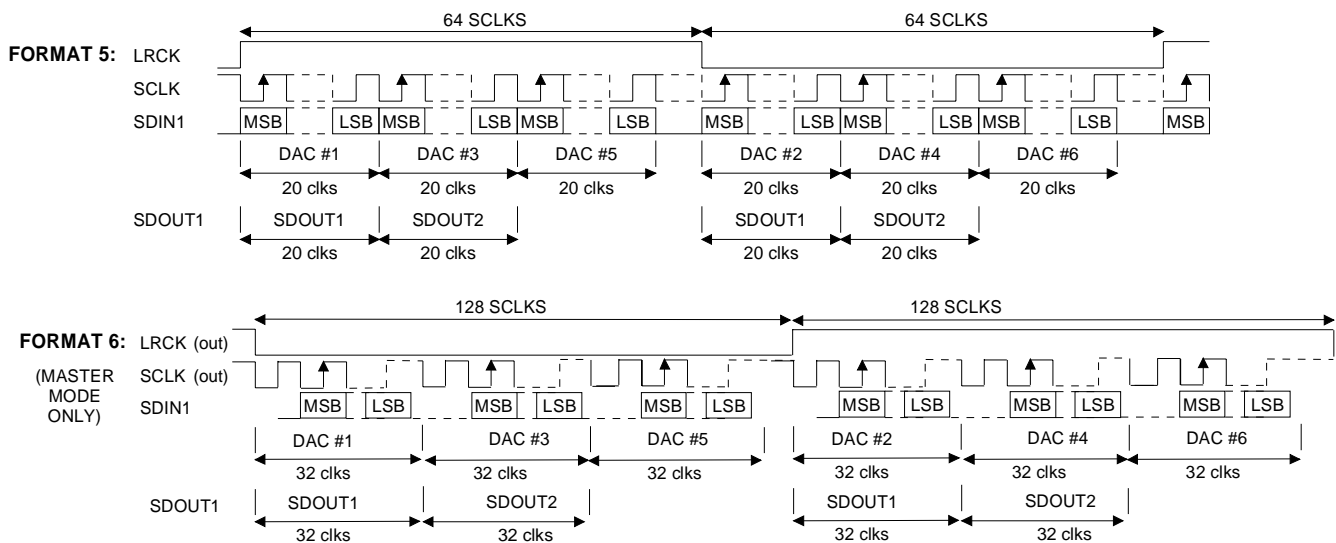 64 SCLKS 64 SCLKS
FORMAT 5: LRCK
SCLK
SDIN1 MSB LSB MSB LSB MSB LSB MSB LSB MSB LSB MSB LSB MSB
DAC #1 DAC #3 DAC #5 DAC #2 DAC #4 DAC #6
20 clks 20 clks 20 clks 20 clks 20 clks 20 clks
SDOUT1 SDOUT1 SDOUT2 SDOUT1 SDOUT2
20 clks 20 clks 20 clks 20 clks
128 SCLKS 128 SCLKS
FORMAT 6: LRCK (out)
(MASTER MODE ONLY) SCLK (out)
SDIN1 MSB LSB MSB LSB MSB LSB MSB LSB MSB LSB MSB LSB
DAC #1 DAC #3 DAC #5 DAC #2 DAC #4 DAC #6
32 clks 32 clks 32 clks 32 clks 32 clks 32 clks
SDOUT1 SDOUT1 SDOUT2 SDOUT1 SDOUT2
32 clks 32 clks 32 clks 32 clks